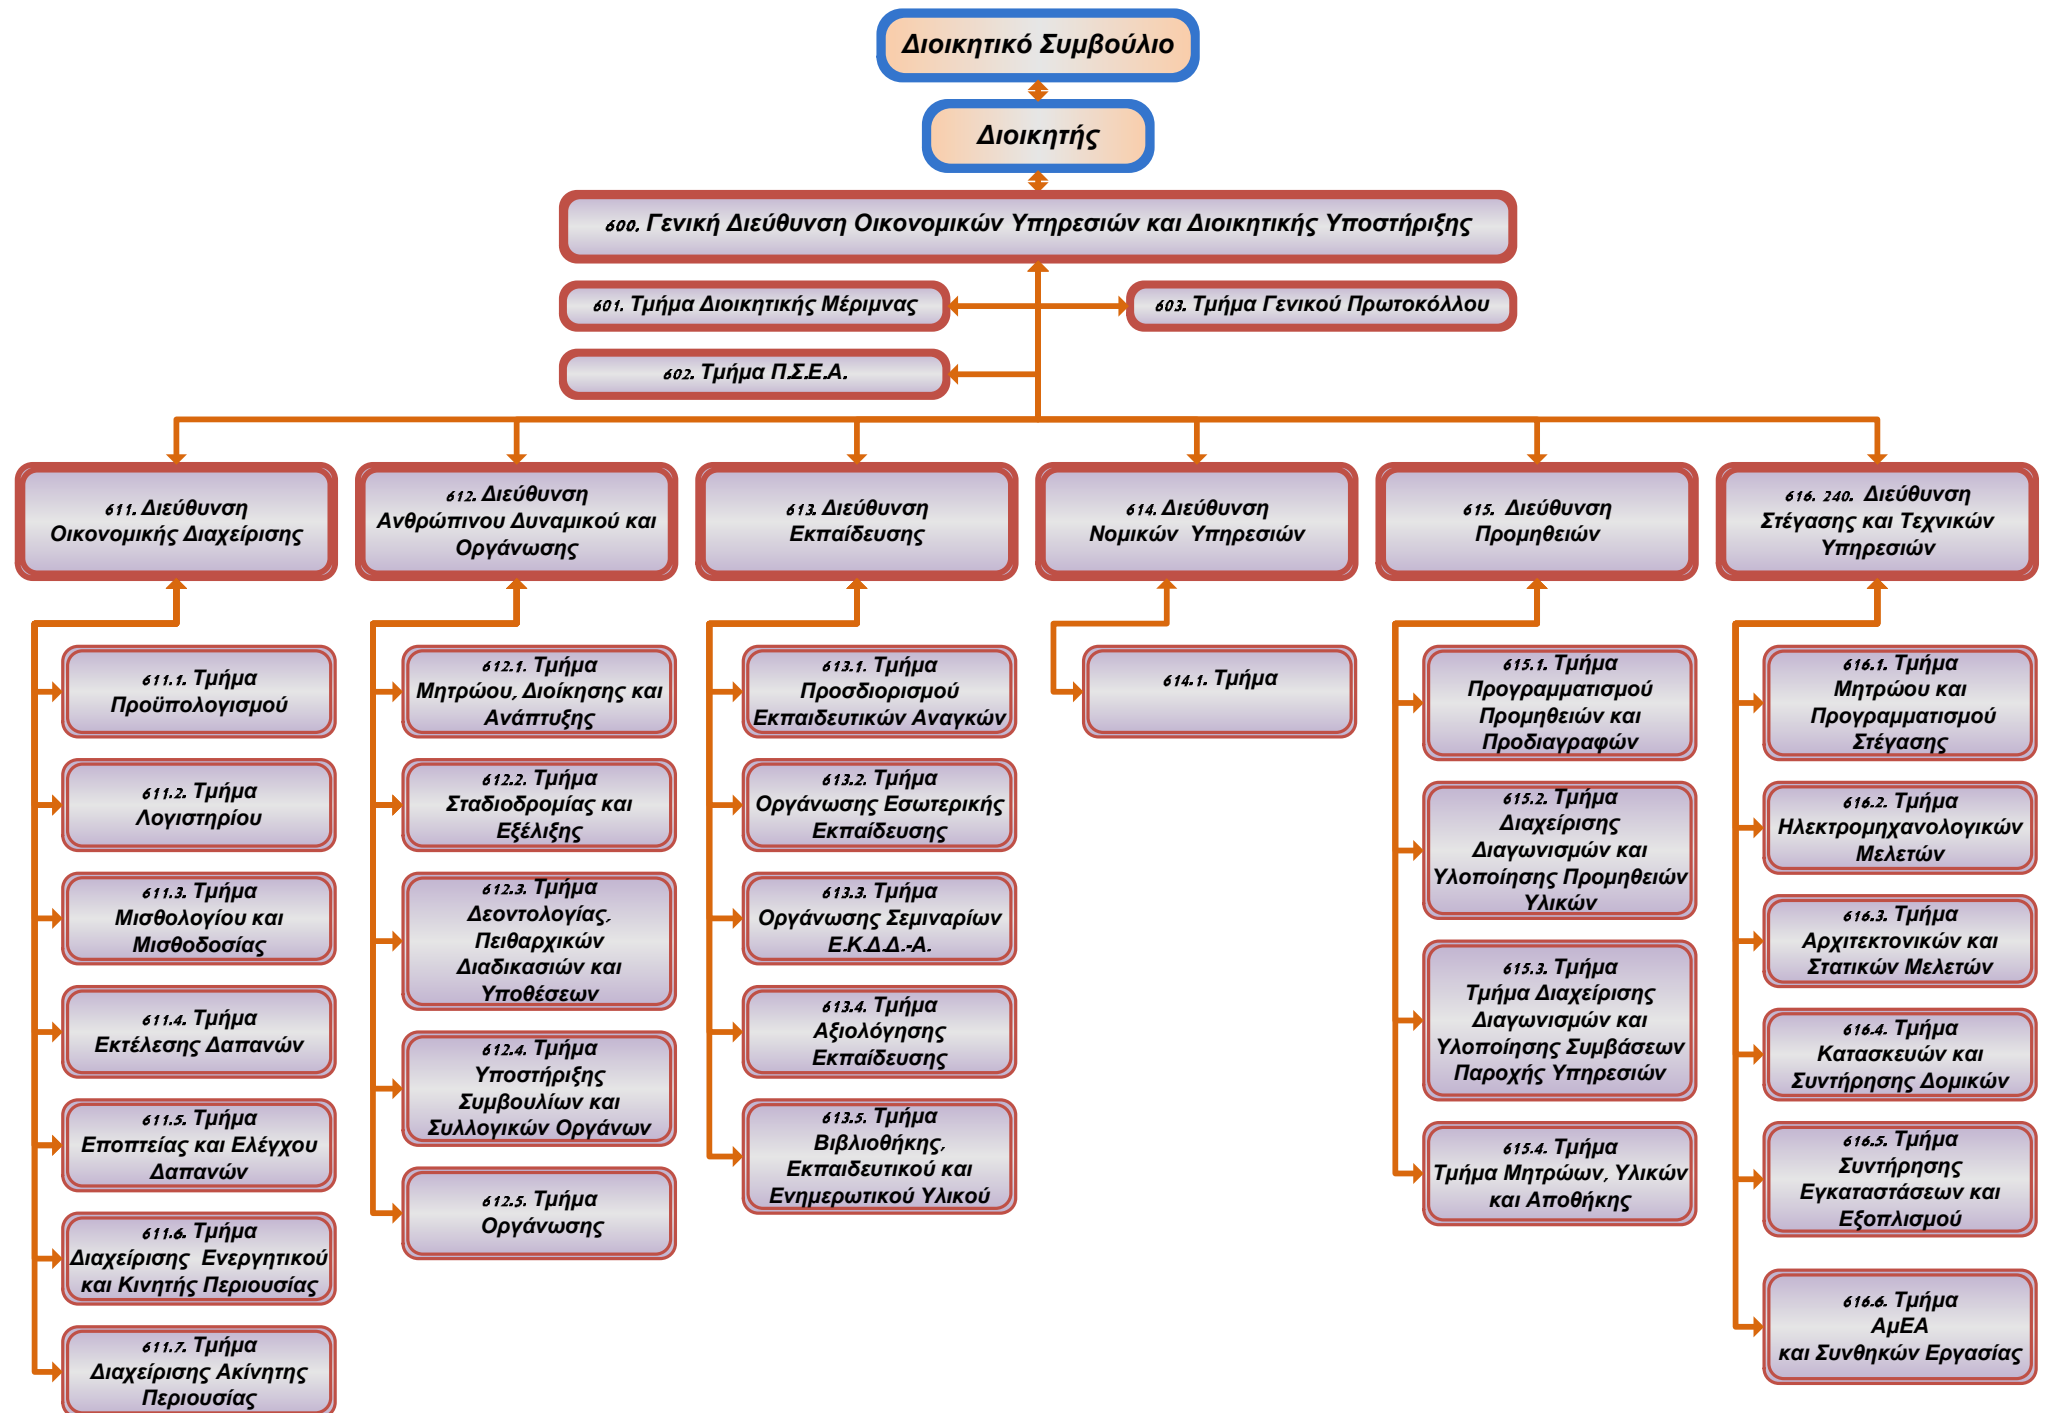 Διοικητικό Συμβούλιο
Διοικητής
600. Γενική Διεύθυνση Οικονομικών Υπηρεσιών και Διοικητικής Υποστήριξης
601. Τμήμα Διοικητικής Μέριμνας
603. Τμήμα Γενικού Πρωτοκόλλου
602. Τμήμα Π.Σ.Ε.Α.
611. Διεύθυνση
Οικονομικής Διαχείρισης
612. Διεύθυνση
Ανθρώπινου Δυναμικού και
Οργάνωσης
613. Διεύθυνση
Εκπαίδευσης
614. Διεύθυνση
Νομικών Υπηρεσιών
615. Διεύθυνση
Προμηθειών
616. 240. Διεύθυνση
Στέγασης και Τεχνικών
Υπηρεσιών
611.1. Τμήμα
Προϋπολογισμού
611.2. Τμήμα
Λογιστηρίου
611.3. Τμήμα
Μισθολογίου και
Μισθοδοσίας
611.4. Τμήμα
Εκτέλεσης Δαπανών
611.5. Τμήμα
Εποπτείας και Ελέγχου
Δαπανών
611.6. Τμήμα
Διαχείρισης Ενεργητικού
και Κινητής Περιουσίας
611.7. Τμήμα
Διαχείρισης Ακίνητης
Περιουσίας
612.1. Τμήμα
Μητρώου, Διοίκησης και
Ανάπτυξης
612.2. Τμήμα
Σταδιοδρομίας και
Εξέλιξης
612.3. Τμήμα
Δεοντολογίας,
Πειθαρχικών
Διαδικασιών και
Υποθέσεων
612.4. Τμήμα
Υποστήριξης
Συμβουλίων και
Συλλογικών Οργάνων
612.5. Τμήμα
Οργάνωσης
613.1. Τμήμα
Προσδιορισμού
Εκπαιδευτικών Αναγκών
613.2. Τμήμα
Οργάνωσης Εσωτερικής
Εκπαίδευσης
613.3. Τμήμα
Οργάνωσης Σεμιναρίων
Ε.Κ.Δ.Δ.-Α.
613.4. Τμήμα
Αξιολόγησης
Εκπαίδευσης
613.5. Τμήμα
Βιβλιοθήκης,
Εκπαιδευτικού και
Ενημερωτικού Υλικού
614.1. Τμήμα
615.1. Τμήμα
Προγραμματισμού
Προμηθειών και
Προδιαγραφών
615.2. Τμήμα
Διαχείρισης
Διαγωνισμών και
Υλοποίησης Προμηθειών
Υλικών
615.3. Τμήμα
Τμήμα Διαχείρισης
Διαγωνισμών και
Υλοποίησης Συμβάσεων
Παροχής Υπηρεσιών
615.4. Τμήμα
Τμήμα Μητρώων, Υλικών
και Αποθήκης
616.1. Τμήμα
Μητρώου και
Προγραμματισμού
Στέγασης
616.2. Τμήμα
Ηλεκτρομηχανολογικών
Μελετών
616.3. Τμήμα
Αρχιτεκτονικών και
Στατικών Μελετών
616.4. Τμήμα
Κατασκευών και
Συντήρησης Δομικών
616.5. Τμήμα
Συντήρησης
Εγκαταστάσεων και
Εξοπλισμού
616.6. Τμήμα
ΑμΕΑ
και Συνθηκών Εργασίας